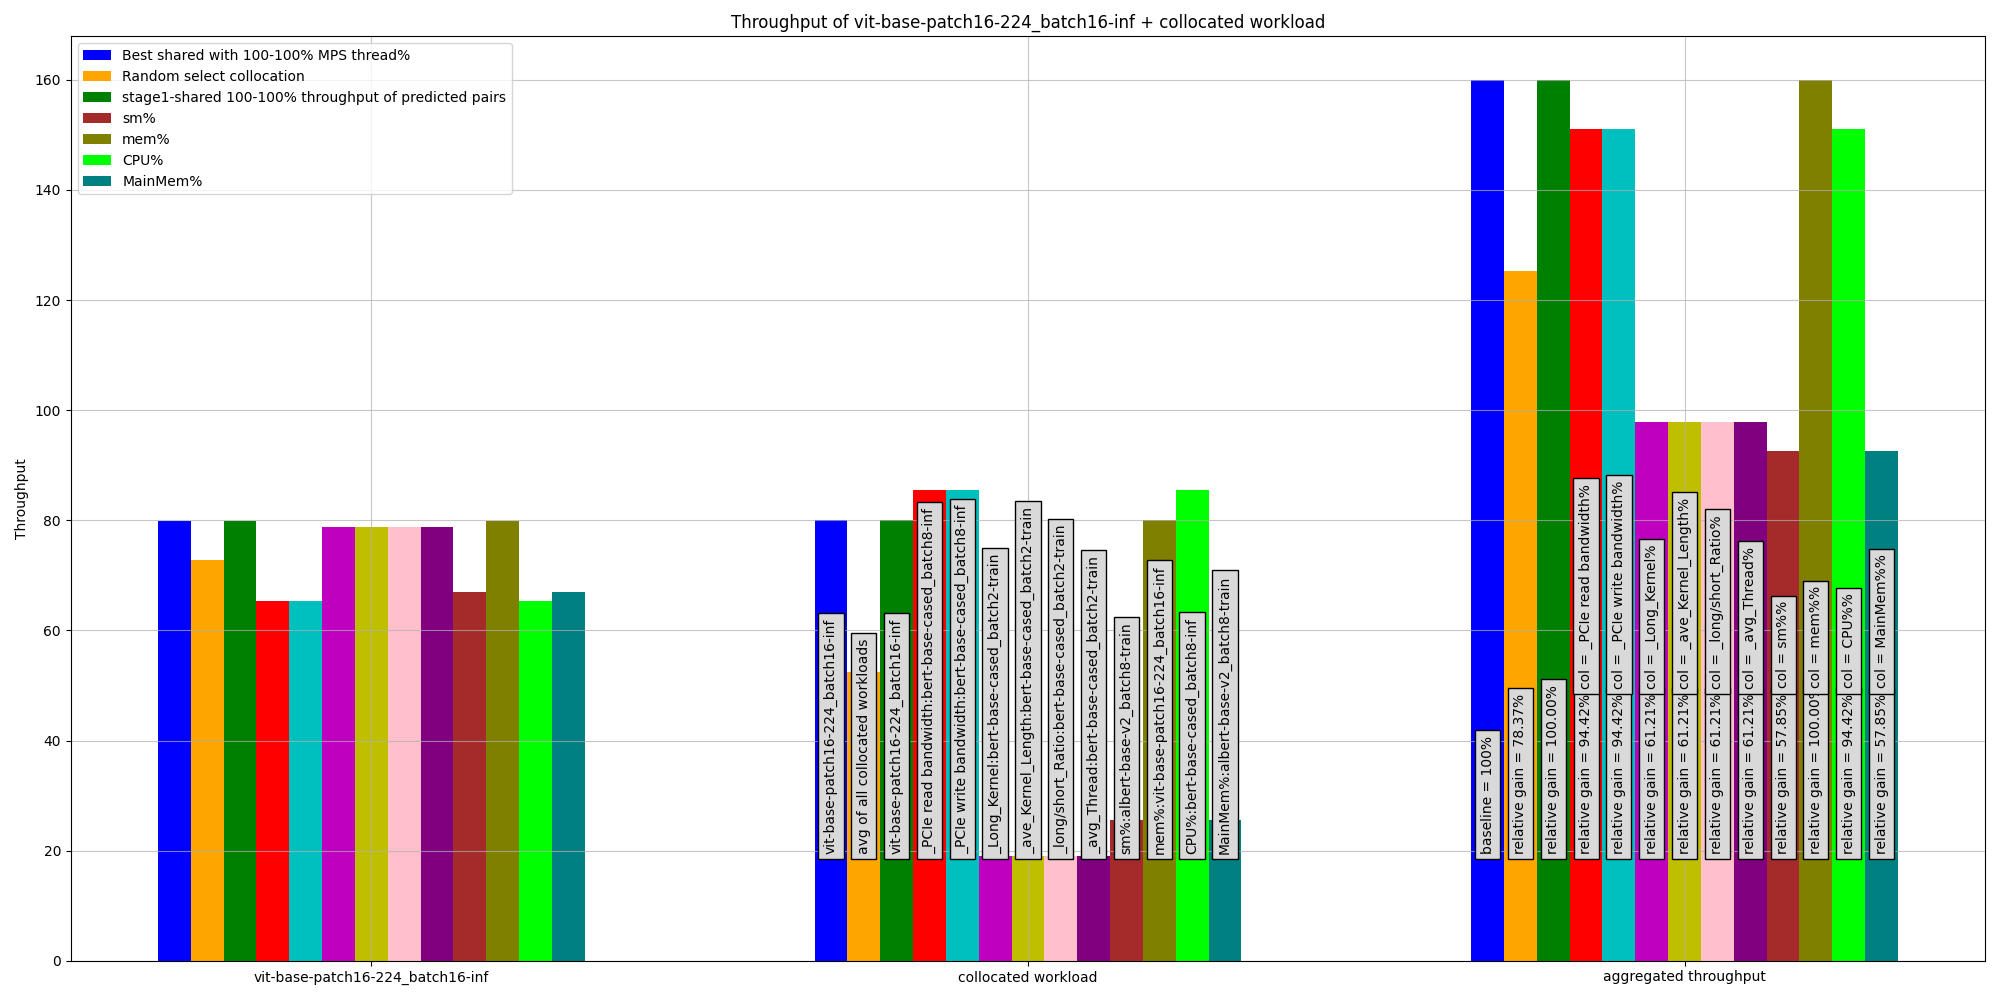 Throughput of vit-base-patch16-224_batch16-inf + collocated workload
Best shared with 100-100% MPS thread%
Random select collocation
stage1-shared 100-100% throughput of predicted pairs
sm%
mem%
CPU%
MainMem%
Throughput
160
140
120
100
80
60
40
20
0
vit-base-patch16-224_batch16-inf
avg of all collocated workloads
vit-base-patch16-224_batch16-inf
_PCIe read bandwidth:bert-base-cased_batch8-inf
_PCIe write bandwidth:bert-base-cased_batch8-inf
_Long_Kernel:bert-base-cased_batch2-train
_ave_Kernel_Length:bert-base-cased_batch2-train
_long/short_Ratio:bert-base-cased_batch2-train
_avg_Thread:bert-base-cased_batch2-train
sm%:albert-base-v2_batch8-train
mem%:vit-base-patch16-224_batch16-inf
CPU%:bert-base-cased_batch8-inf
MainMem%:albert-base-v2_batch8-train
baseline = 100%
relative gain = 78.37%
relative gain = 100.00%
relative gain = 94.42%
col = _PCIe read bandwidth%
relative gain = 94.42%
col = _PCIe write bandwidth%
relative gain = 61.21%
col = _Long_Kernel%
relative gain = 61.21%
col = _ave_Kernel_Length%
relative gain = 61.21%
col = _long/short_Ratio%
relative gain = 61.21%
col = _avg_Thread%
relative gain = 57.85%
col = sm%%
relative gain = 100.00%
col = mem%%
relative gain = 94.42%
col = CPU%%
relative gain = 57.85%
col = MainMem%%
vit-base-patch16-224_batch16-inf
collocated workload
aggregated throughput